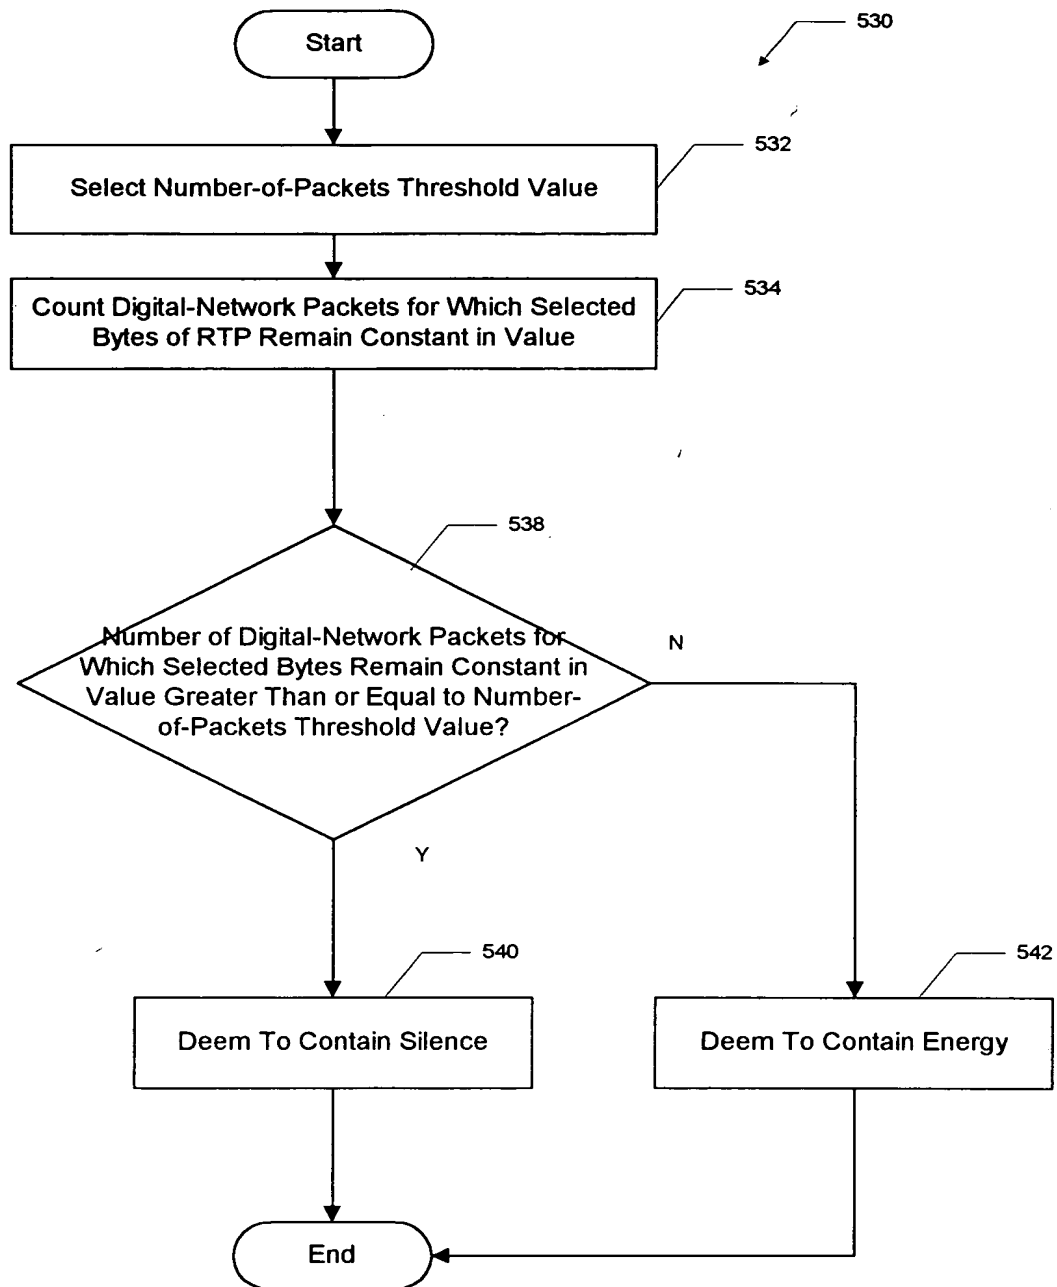 Start
530
532
Select Number-of-Packets Threshold Value
534
Count Digital-Network Packets for Which Selected
Bytes of RTP Remain Constant in Value
538
Number of Digital-Network Packets for
Which Selected Bytes Remain Constant in
Value Greater Than or Equal to Number-
of-Packets Threshold Value?
N
Y
540
542
Deem To Contain Silence
Deem To Contain Energy
End